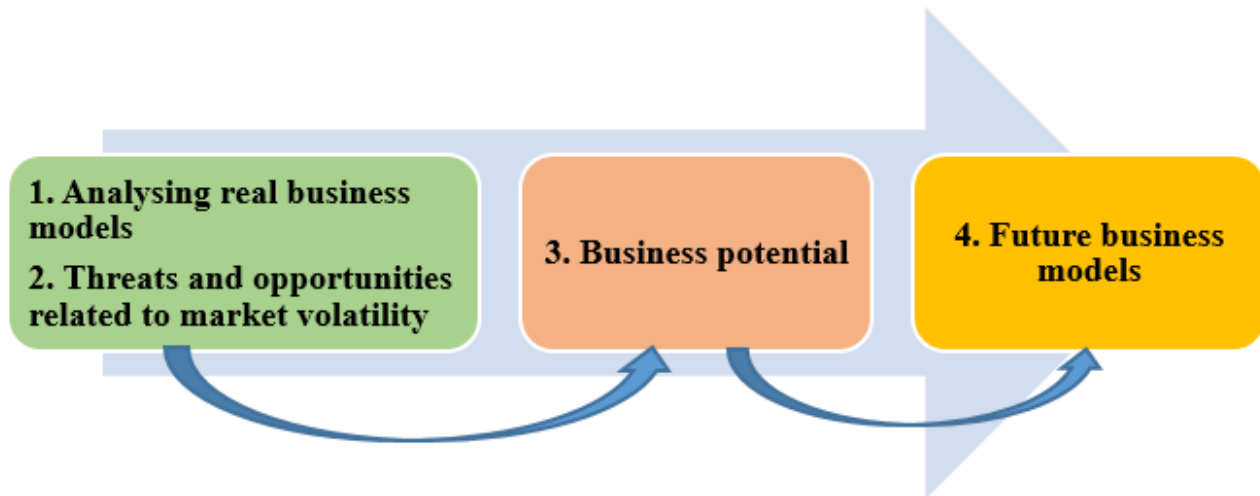 1. Analysing real business
models
2. Threats and opportunities
related to market volatility
3. Business potential
4. Future business
models